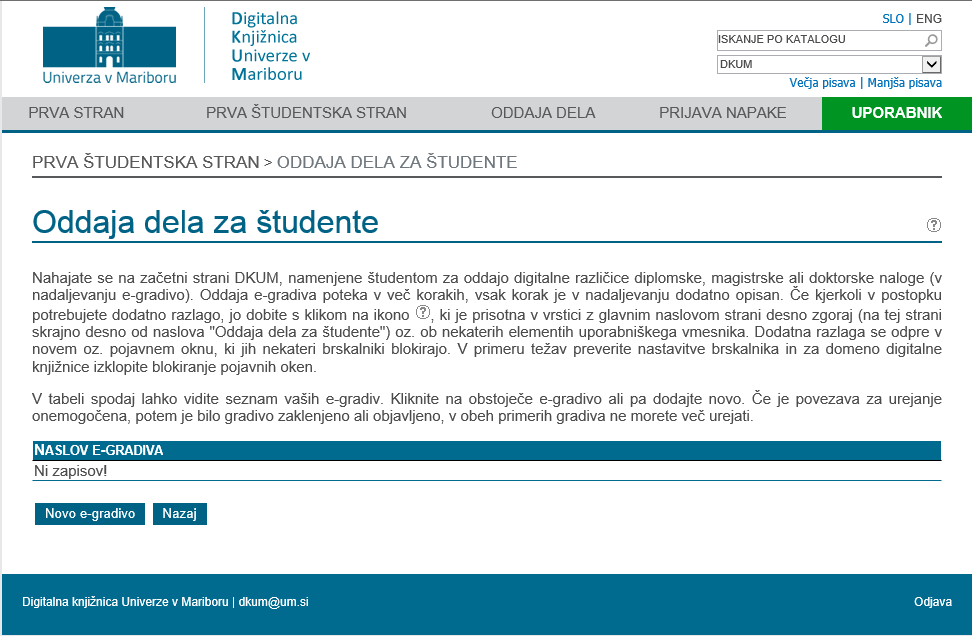 Univerza v Mariboru
Digitalna
Knjižnica
Univerze v
Mariboru
SLO | ENG
ISKANJE PO KATALOGU
DKUM
Večja pisava | Manjša pisava
PRVA STRAN
PRVA ŠTUDENTSKA STRAN
ODDAJA DELA
PRIJAVA NAPAKE
UPORABNIK
PRVA ŠTUDENTSKA STRAN > ODDAJA DELA ZA ŠTUDENTE
Oddaja dela za študente
?
Nahajate se na začetni strani DKUM, namenjene študentom za oddajo digitalne različice diplomske, magistrske ali doktorske naloge (v
nadaljevanju e-gradivo). Oddaja e-gradiva poteka v več korakih, vsak korak je v nadaljevanju dodatno opisan. Če kjerkoli v postopku
potrebujete dodatno razlago, jo dobite s klikom na ikono ?, ki je prisotna v vrstici z glavnim naslovom strani desno zgoraj (na tej strani
skrajno desno od naslova "Oddaja dela za študente") oz. ob nekaterih elementih uporabniškega vmesnika. Dodatna razlaga se odpre v
novem oz. pojavnem oknu, ki jih nekateri brskalniki blokirajo. V primeru težav preverite nastavitve brskalnika in za domeno digitalne
knjižnice izklopite blokiranje pojavnih oken.
V tabeli spodaj lahko vidite seznam vaših e-gradiv. Kliknite na obstoječe e-gradivo ali pa dodajte novo. Če je povezava za urejanje
onemogočena, potem je bilo gradivo zaklenjeno ali objavljeno, v obeh primerih gradiva ne morete več urejati.
NASLOV E-GRADIVA
Ni zapisov!
Novo e-gradivo
Nazaj
Digitalna knjižnica Univerze v Mariboru | dkum@um.si
Odjava